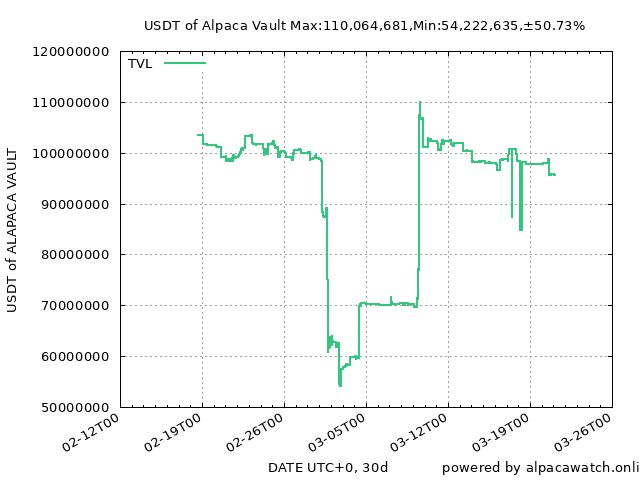 USDT of Alpaca Vault Max:110,064,681,Min:54,222,635,±50.73%
TVL
120000000
110000000
100000000
90000000
80000000
70000000
60000000
50000000
USDT of ALAPACA VAULT
02-12T00
02-19T00
02-26T00
03-05T00
03-12T00
03-19T00
03-26T00
DATE UTC+0, 30d
powered by alpacawatch.onli